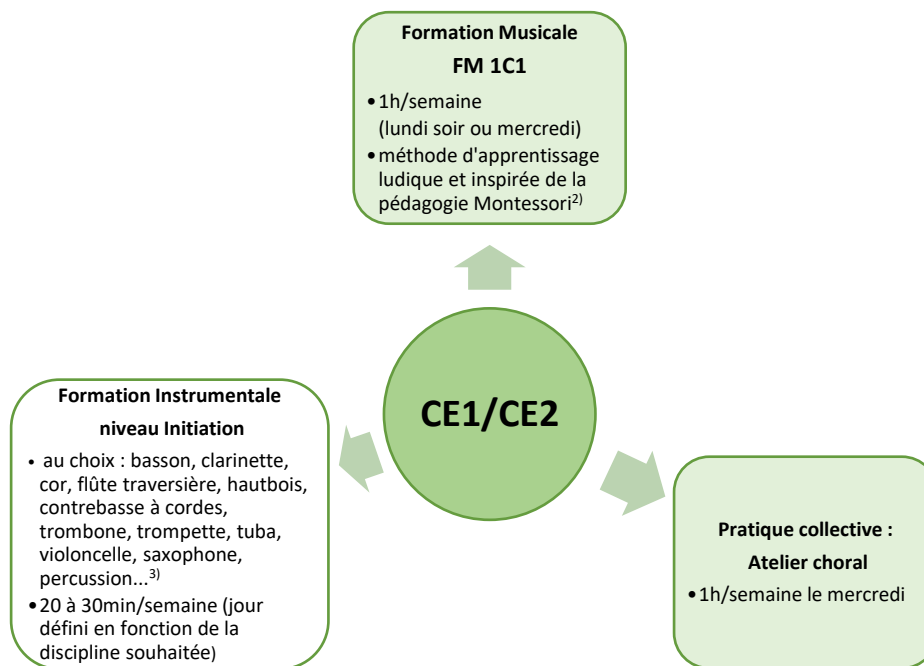 Formation Musicale
FM 1C1
•1h/semaine
(lundi soir ou mercredi)
•méthode d'apprentissage
ludique et inspirée de la
pédagogie Montessori²⁾
CE1/CE2
Formation Instrumentale
niveau Initiation
• au choix : basson, clarinette,
cor, flûte traversière, hautbois,
contrebasse à cordes,
trombone, trompette, tuba,
violoncelle, saxophone,
percussion...³⁾
•20 à 30min/semaine (jour
défini en fonction de la
discipline souhaitée)
Pratique collective :
Atelier choral
•1h/semaine le mercredi